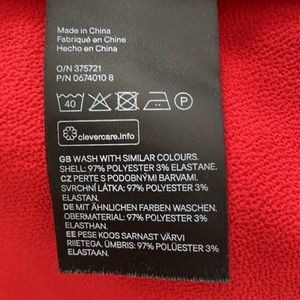 Made in China
Fabriqué en Chine
Hecho en China
O/N 375721
P/N 0674010 8
40 P
clevercare.info
GB WASH WITH SIMILAR COLOURS.
SHELL: 97% POLYESTER 3% ELASTANE.
CZ PERTE S PODOBNÝMI BARVAMI.
SVRCHNÍ LÁTKA: 97% POLYESTER 3%
ELASTAN.
DE MIT ÄHNLICHEN FARBEN WASCHEN.
OBERMATERIAL: 97% POLYESTER 3%
ELASTHAN.
EE PESE KOOS SARNAST VÄRVI
RIIETEGA. ÜMBRIS: 97% POLÜESTER 3%
ELASTAAN.